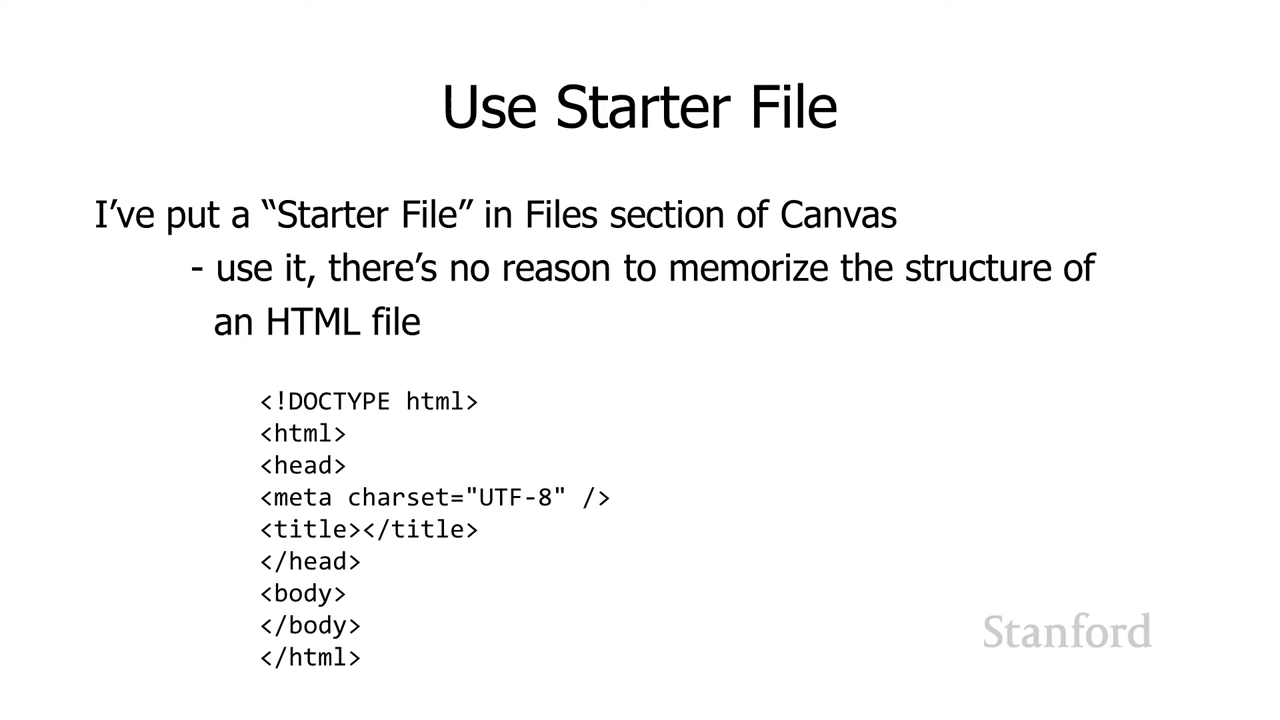 Use Starter File
I’ve put a “Starter File” in Files section of Canvas
- use it, there’s no reason to memorize the structure of
an HTML file
<!DOCTYPE html>
<html>
<head>
<meta charset="UTF-8" />
<title></title>
</head>
<body>
</body>
</html>
Stanford